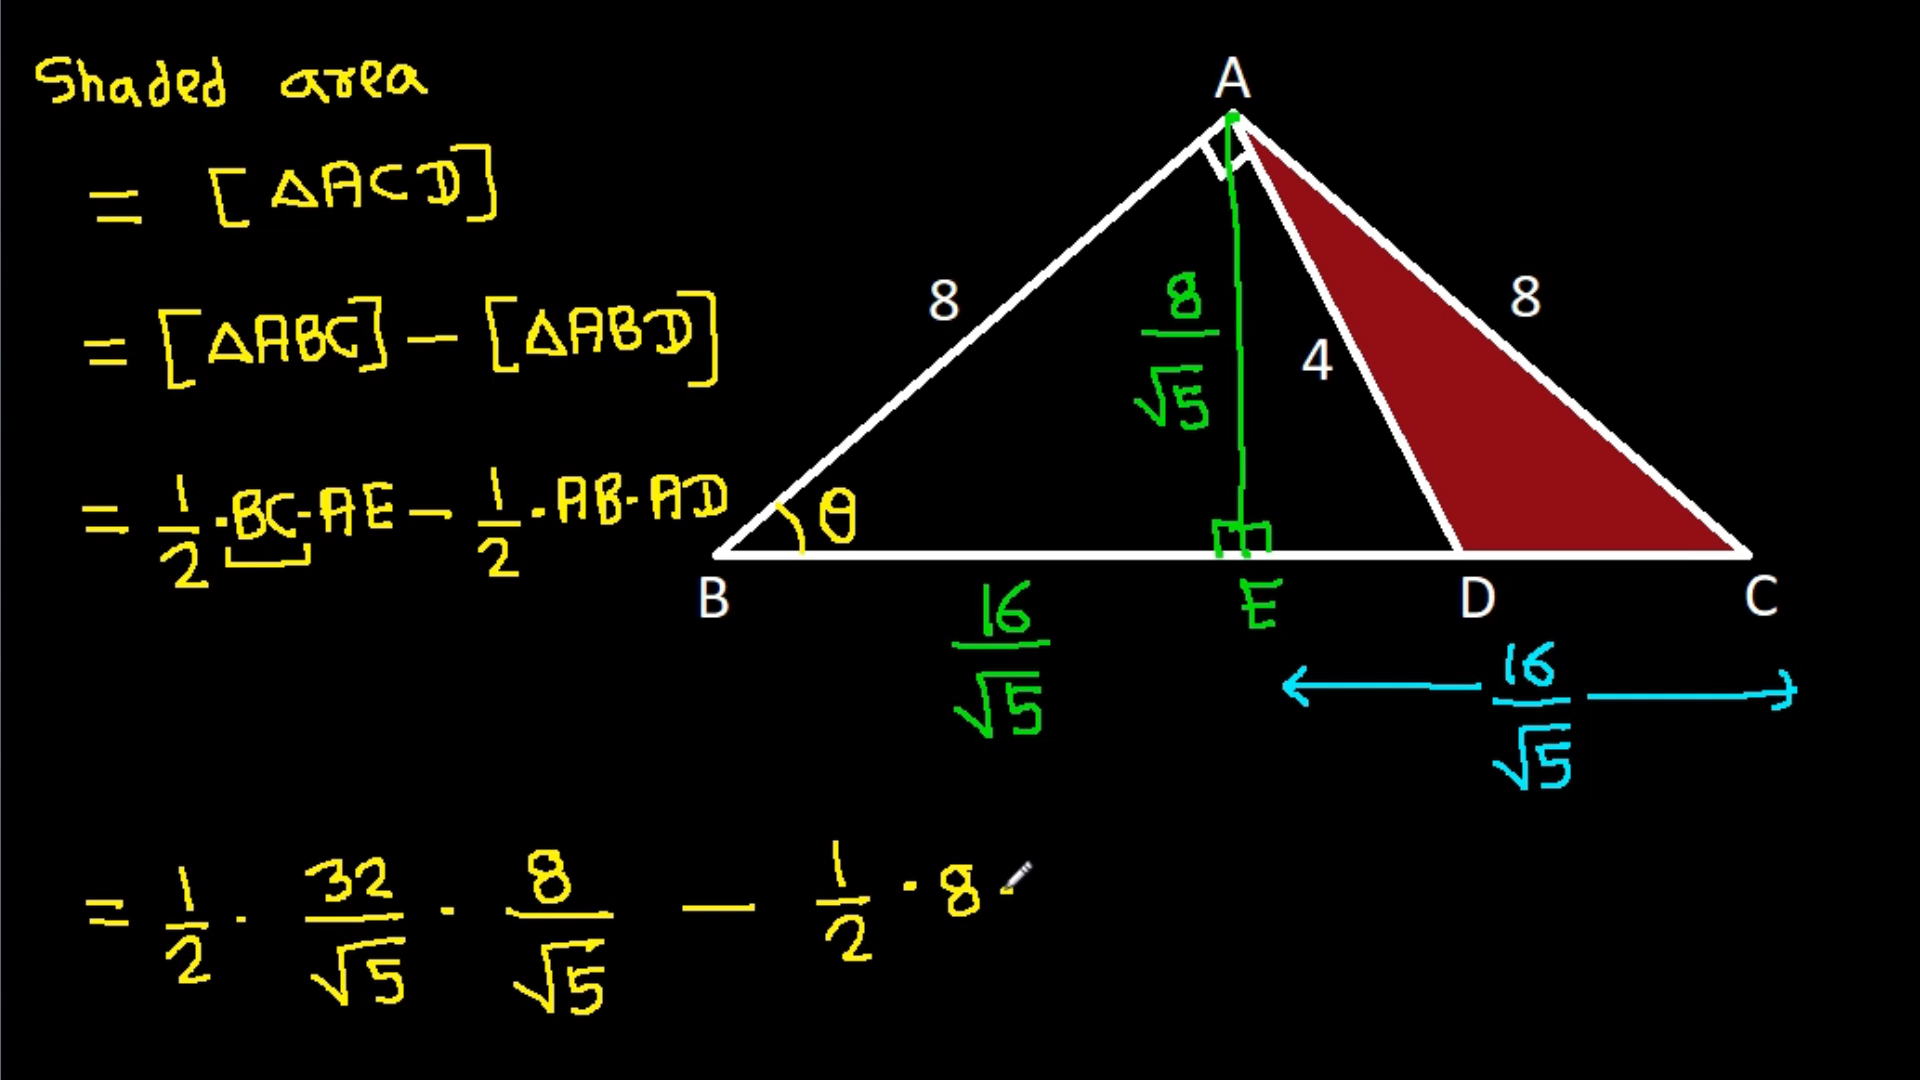 Shaded area
= [ΔACD]
= [ΔABC] - [ΔABD]
= 1/2 · BC · AE - 1/2 · AB · AD
= 1/2 · 32/√5 · 8/√5 - 1/2 · 8 ·
A
8
8/√5
4
8
θ
B
E
D
C
16/√5
16/√5